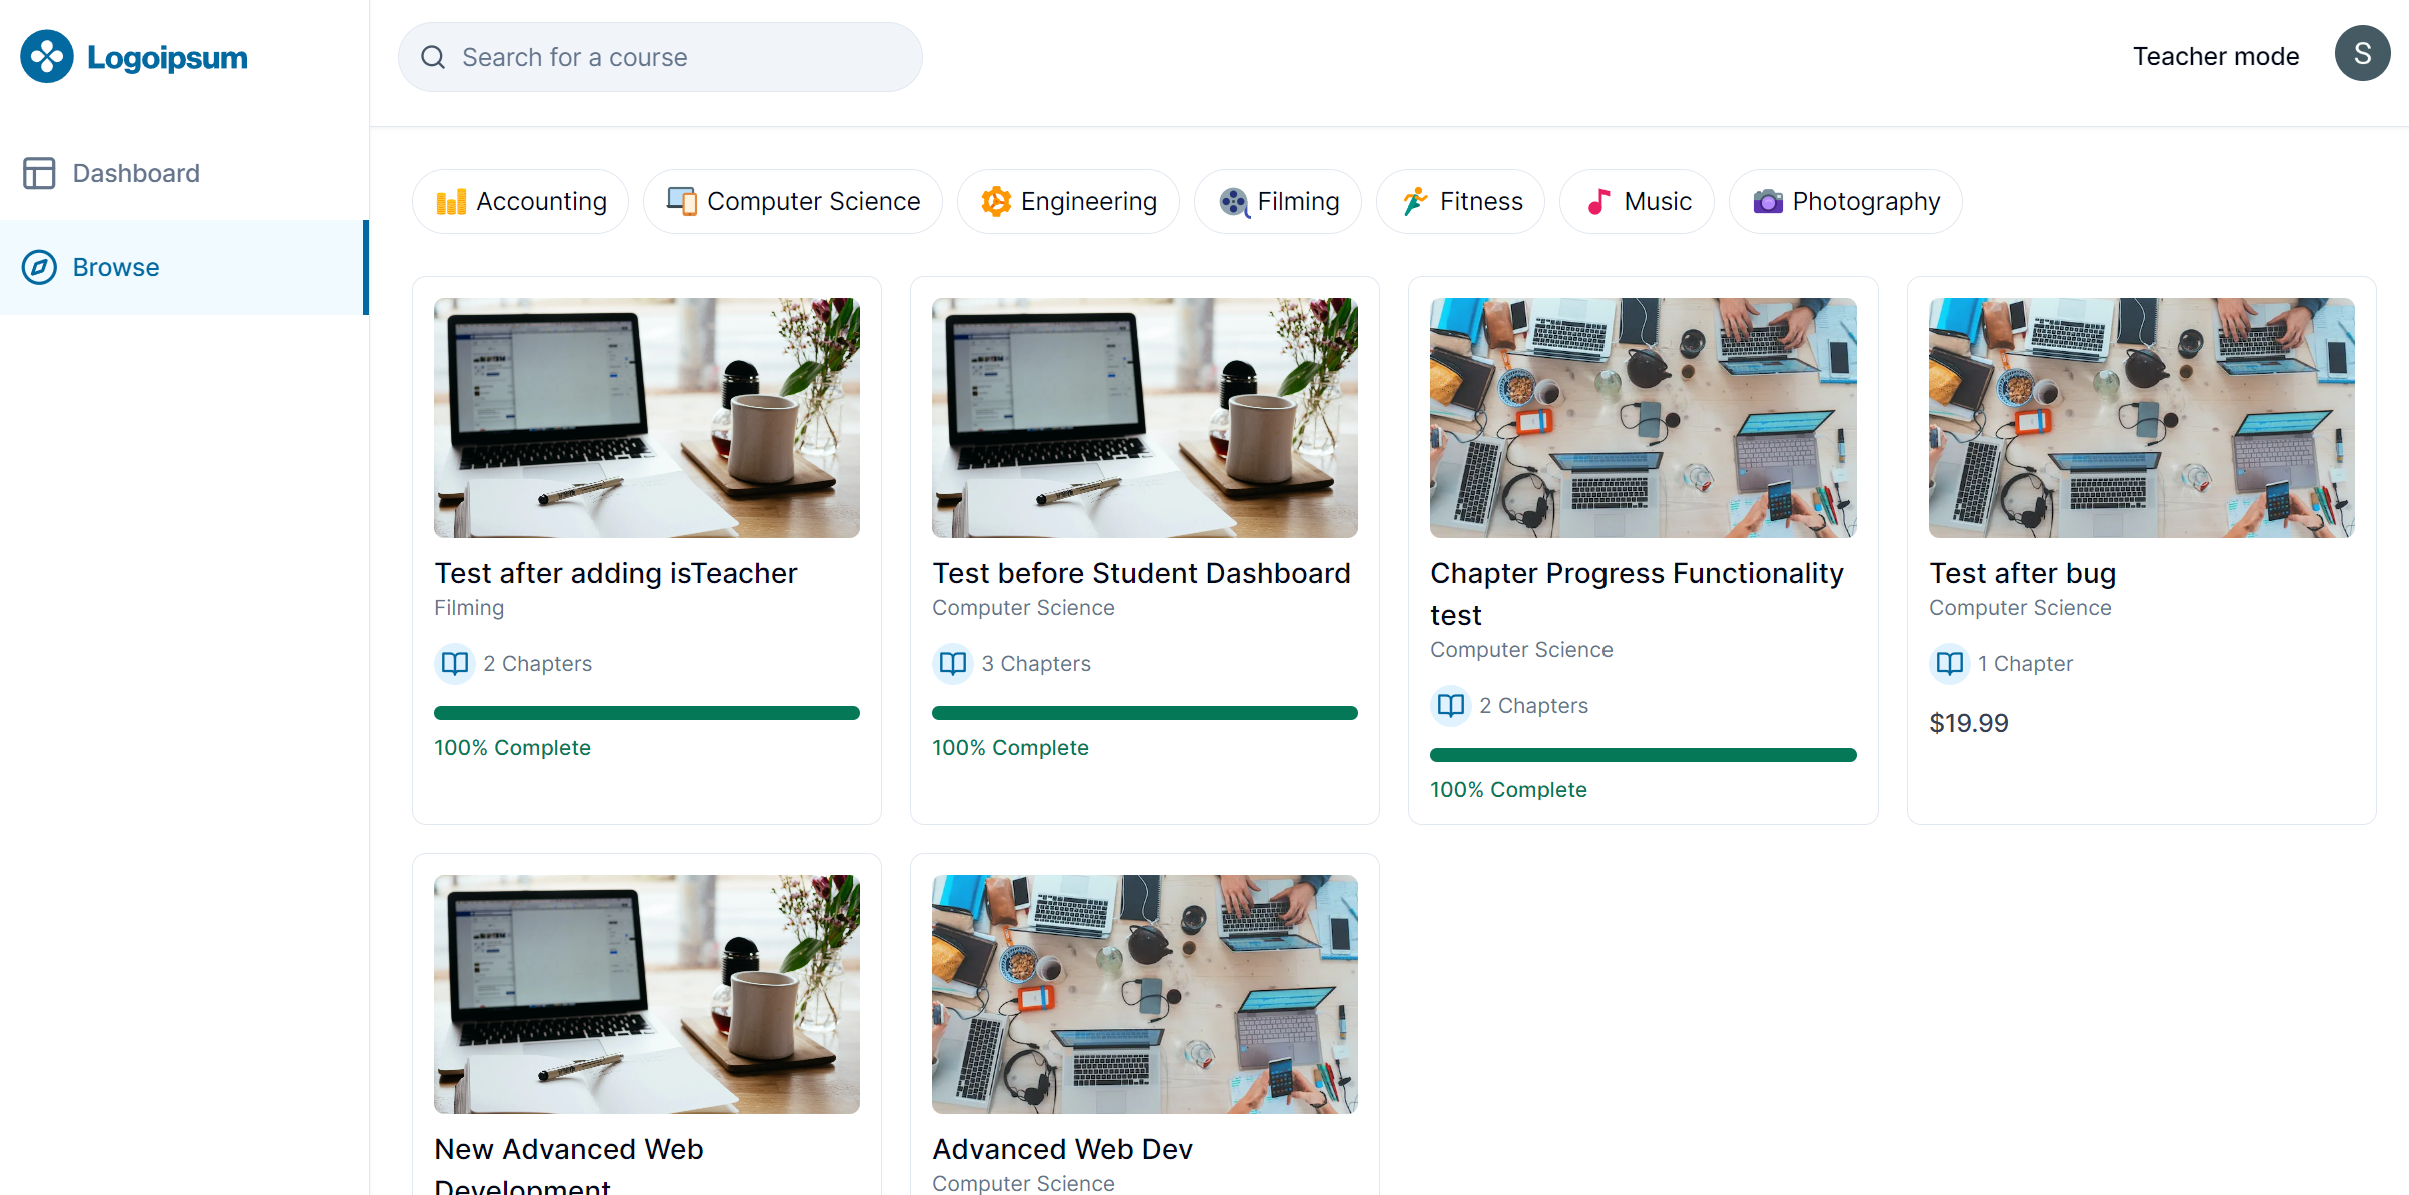 Logoipsum
Search for a course
Teacher mode
S
Dashboard
Browse
Accounting
Computer Science
Engineering
Filming
Fitness
Music
Photography
Test after adding isTeacher
Filming
2 Chapters
100% Complete
Test before Student Dashboard
Computer Science
3 Chapters
100% Complete
Chapter Progress Functionality
test
Computer Science
2 Chapters
100% Complete
Test after bug
Computer Science
1 Chapter
$19.99
New Advanced Web
Development
Advanced Web Dev
Computer Science